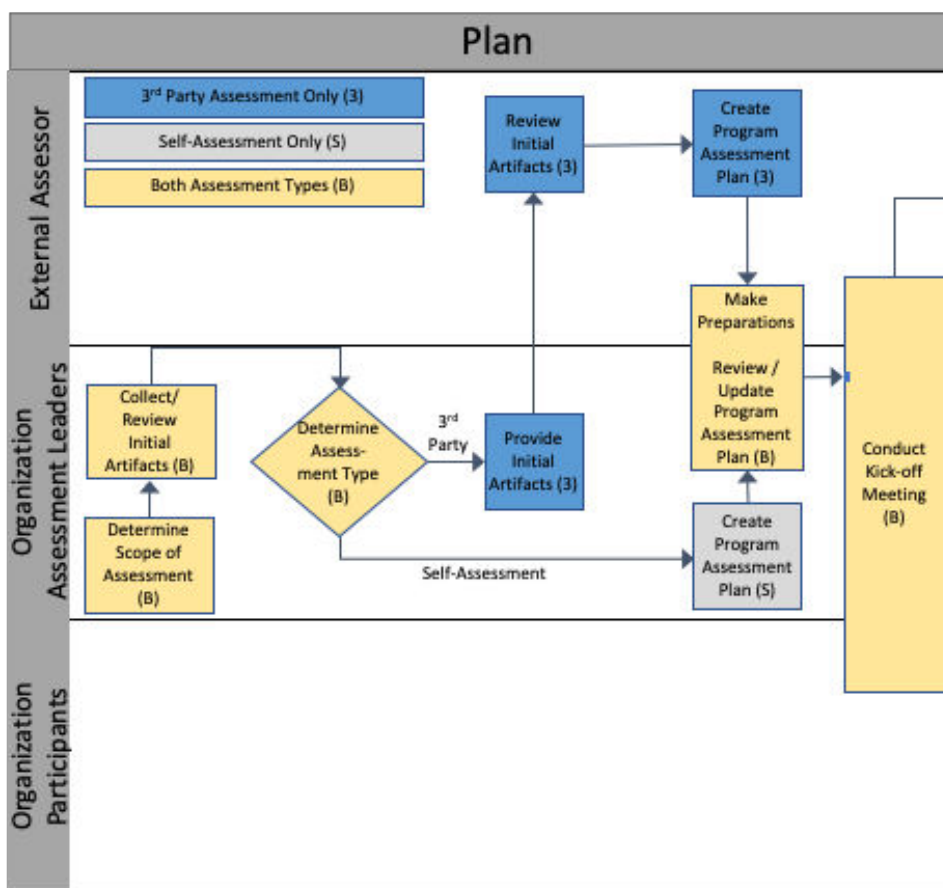 Plan
External Assessor
3rd Party Assessment Only (3)
Self-Assessment Only (S)
Both Assessment Types (B)
Review
Initial
Artifacts (3)
Create
Program
Assessment
Plan (3)
Make
Preparations
Review /
Update
Program
Assessment
Plan (B)
Organization
Assessment Leaders
Collect/
Review
Initial
Artifacts (B)
Determine
Scope of
Assessment
(B)
Determine
Assess-
ment Type
(B)
3rd
Party
Provide
Initial
Artifacts (3)
Self-Assessment
Create
Program
Assessment
Plan (S)
Conduct
Kick-off
Meeting
(B)
Organization
Participants